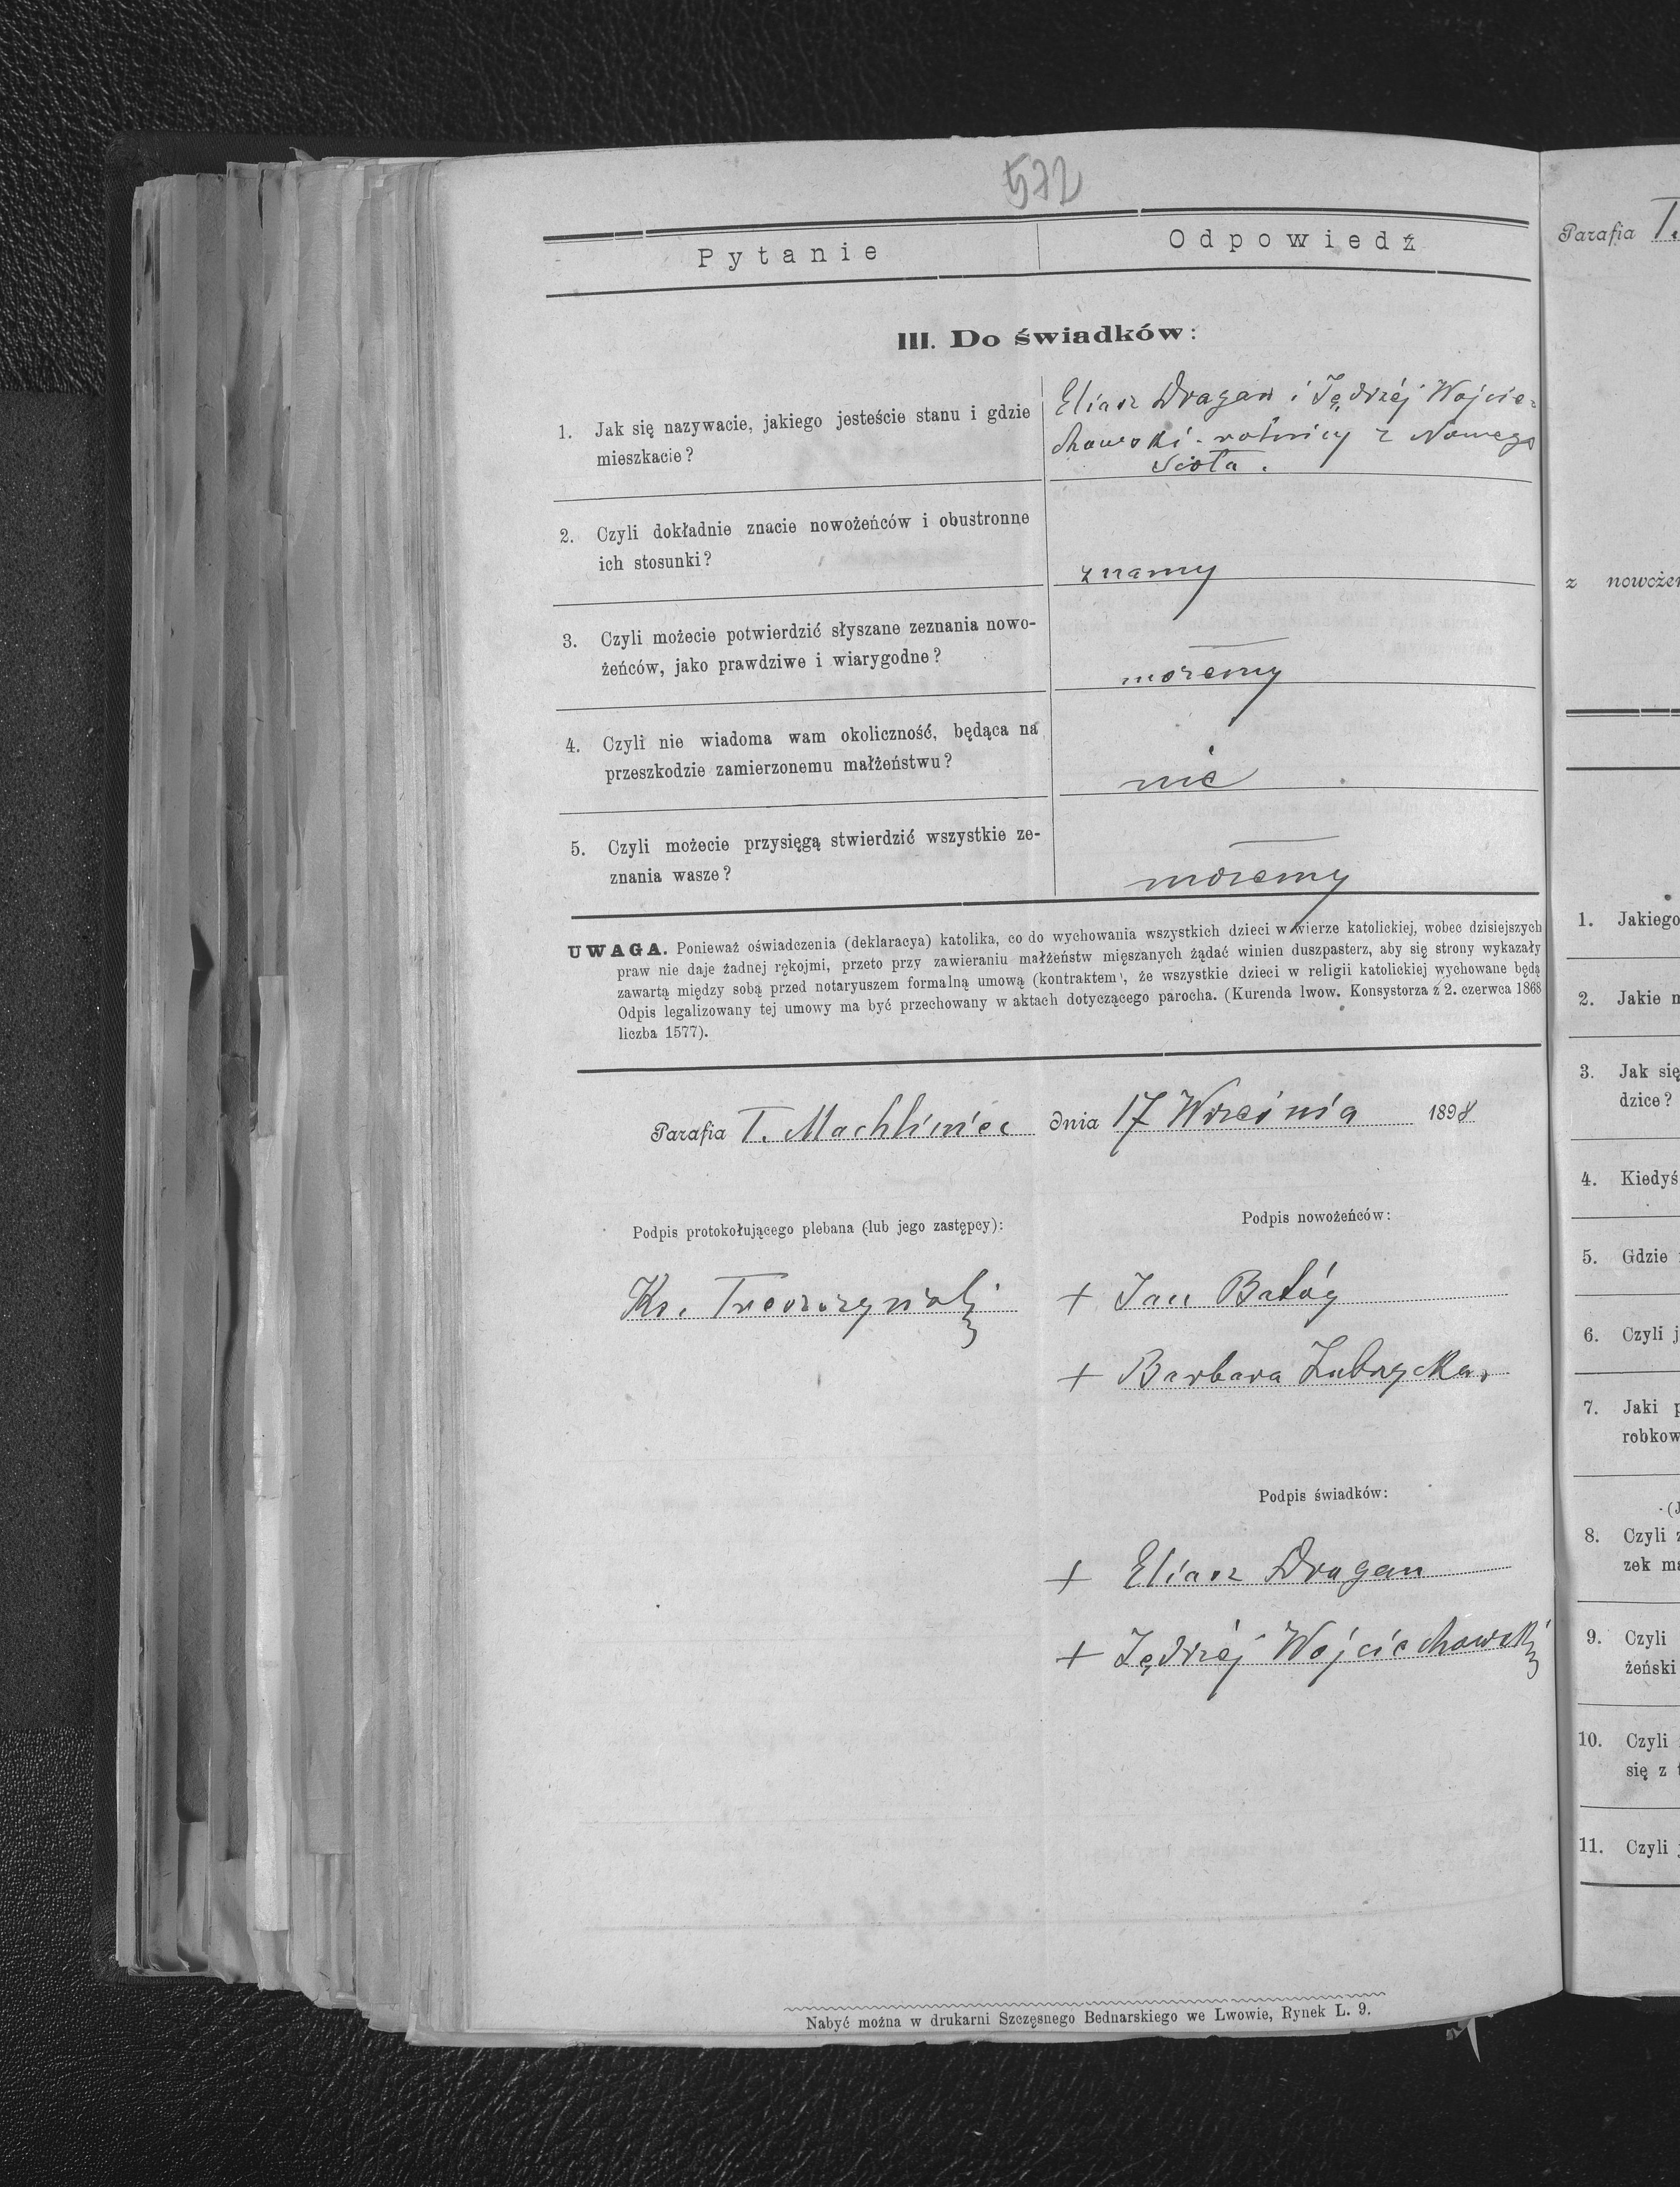 572
Pytanie
Odpowiedź
III. Do świadków:
1. Jak się nazywacie, jakiego jesteście stanu i gdzie
mieszkacie?
Eliasz Dragan i Jędrzéj Wojcie-
chowski - rolnicy z Nowego
Sioła.
2. Czyli dokładnie znacie nowożeńców i obustronne
ich stosunki?
znamy
3. Czyli możecie potwierdzić słyszane zeznania nowo-
żeńców, jako prawdziwe i wiarygodne?
możemy
4. Czyli nie wiadoma wam okoliczność, będąca na
przeszkodzie zamierzonemu małżeństwu?
nie
5. Czyli możecie przysięgą stwierdzić wszystkie ze-
znania wasze?
możemy
UWAGA. Ponieważ oświadczenia (deklaracya) katolika, co do wychowania wszystkich dzieci w wierze katolickiej, wobec dzisiejszych
praw nie daje żadnej rękojmi, przeto przy zawieraniu małżeństw mięszanych żądać winien duszpasterz, aby się strony wykazały
zawartą między sobą przed notaryuszem formalną umową (kontraktem), że wszystkie dzieci w religii katolickiej wychowane będą
Odpis legalizowany tej umowy ma być przechowany w aktach dotyczącego parocha. (Kurenda lwow. Konsystorza z 2. czerwca 1868
liczba 1577).
Parafia T. Machliniec dnia 17 Września 1898
Podpis protokołującego plebana (lub jego zastępcy):
Podpis nowożeńców:
Ks.
+ Jan Bałóg
+ Barbara Zubrzycka
Podpis świadków:
+ Eliasz Dragan
+ Jędrzéj Wójciechowski
Nabyć można w drukarni Szczęsnego Bednarskiego we Lwowie, Rynek L. 9.
Parafia T.
z nowożeń
1. Jakiego
2. Jakie
3. Jak się
dzice?
4. Kiedyś
5. Gdzie
6. Czyli j
7. Jaki p
robkow
(J
8. Czyli z
zek ma
9. Czyli
żeński
10. Czyli
się z t
11. Czyli j